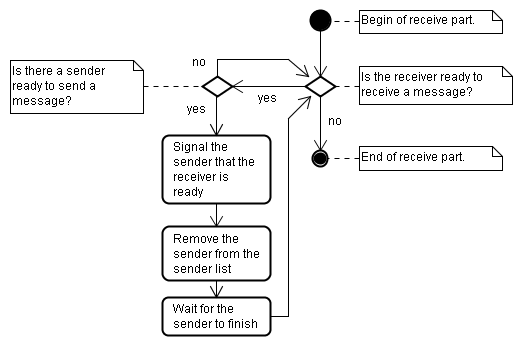 Begin of receive part.
no
Is there a sender
ready to send a
message?
Is the receiver ready to
receive a message?
yes
yes
no
Signal the
sender that the
receiver is
ready
End of receive part.
Remove the
sender from the
sender list
Wait for the
sender to finish